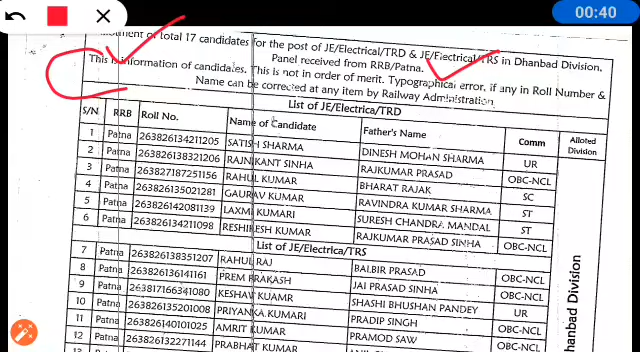 00:40
of total 17 candidates for the post of JE/Electrical/TRD & JE/Electrical/TRS in Dhanbad Division.
Panel received from RRB/Patna.
This is information of candidates. This is not in order of merit. Typographical error, if any in Roll Number &
Name can be corrected at any item by Railway Administration
List of JE/Electrica/TRD
S/N RRB Roll No. Name of Candidate Father's Name Comm Alloted Division
1 Patna 263826134211205 SATISH SHARMA DINESH MOHAN SHARMA UR
2 Patna 263826138321206 RAJNIKANT SINHA RAJKUMAR PRASAD OBC-NCL
3 Patna 263827187251156 RAHUL KUMAR BHARAT RAJAK SC
4 Patna 263826135021281 GAURAV KUMAR RAVINDRA KUMAR SHARMA ST
5 Patna 263826142081139 LAXMI KUMARI SURESH CHANDRA MANDAL ST
6 Patna 263826134211098 RESHIKESH KUMAR RAJKUMAR PRASAD SINHA OBC-NCL
List of JE/Electrica/TRS
7 Patna 263826138351207 RAHUL RAJ BALBIR PRASAD OBC-NCL
8 Patna 263826136141161 PREM PRAKASH JAI PRASAD SINHA OBC-NCL
9 Patna 263817166341080 KESHAV KUAMR SHASHI BHUSHAN PANDEY UR
10 Patna 263826135201008 PRIYANKA KUMARI PRADIP SINGH OBC-NCL
11 Patna 263826140101025 AMRIT KUMAR PRAMOD SAW OBC-NCL
12 Patna 263826132271144 PRABHAT KUMAR
Dhanbad Division